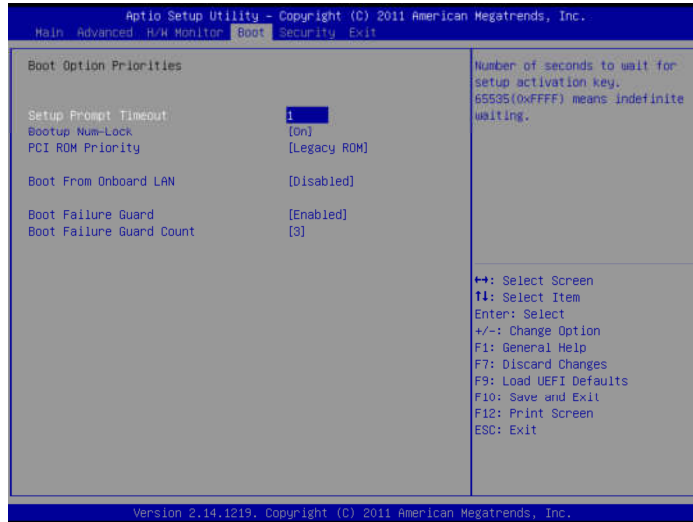 Aptio Setup Utility – Copyright (C) 2011 American Megatrends, Inc.
Main Advanced H/W Monitor Boot Security Exit
Boot Option Priorities
Setup Prompt Timeout 1
Bootup Num-Lock [On]
PCI ROM Priority [Legacy ROM]
Boot From Onboard LAN [Disabled]
Boot Failure Guard [Enabled]
Boot Failure Guard Count [3]
Number of seconds to wait for
setup activation key.
65535(0xFFFF) means indefinite
waiting.
↔: Select Screen
↑↓: Select Item
Enter: Select
+/-: Change Option
F1: General Help
F7: Discard Changes
F9: Load UEFI Defaults
F10: Save and Exit
F12: Print Screen
ESC: Exit
Version 2.14.1219. Copyright (C) 2011 American Megatrends, Inc.